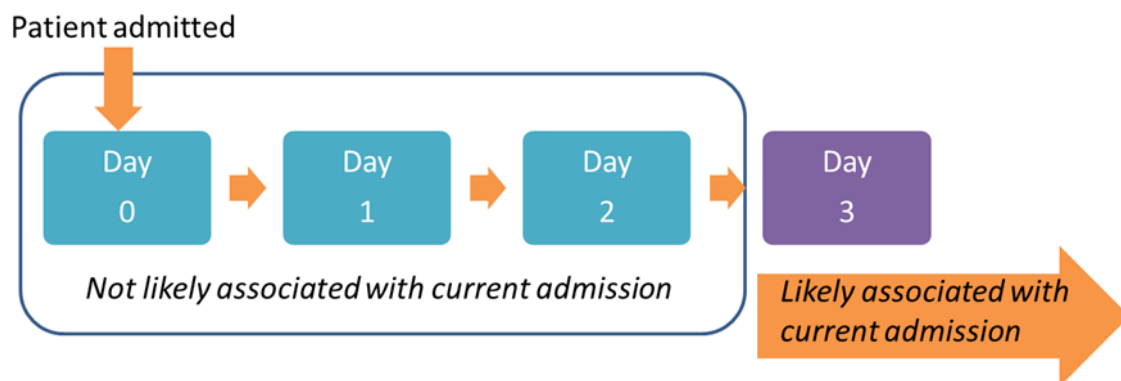 Patient admitted
Day
0
Day
1
Day
2
Day
3
Not likely associated with current admission
Likely associated with
current admission